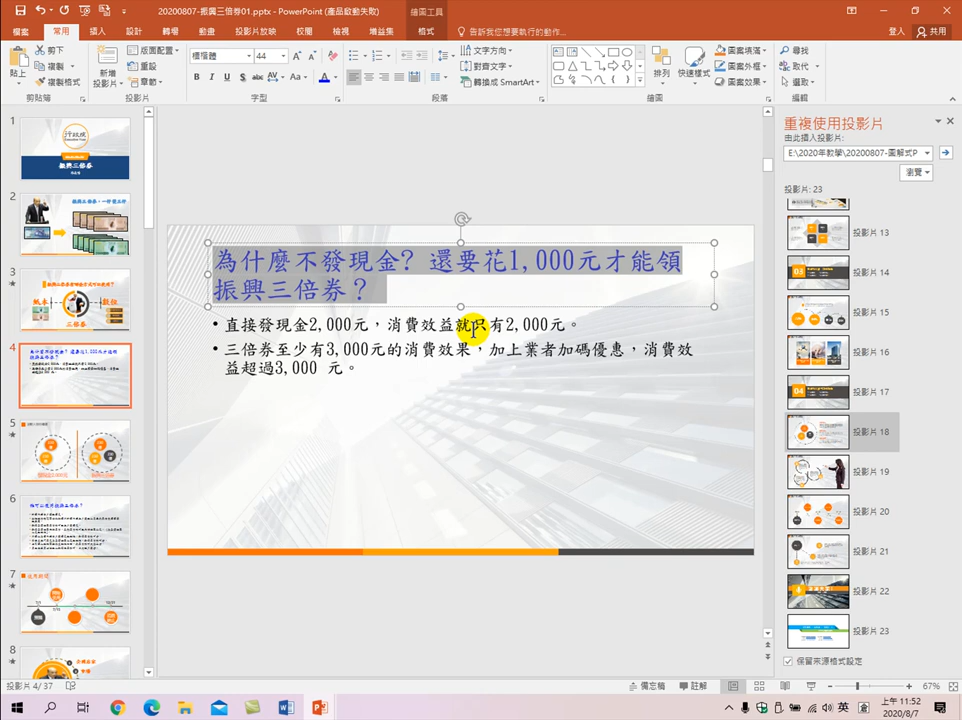 20200807-振興三倍券01.pptx - PowerPoint (產品啟動失敗)
繪圖工具
檔案
常用
插入
設計
轉場
動畫
投影片放映
校閱
檢視
增益集
格式
告訴我您想要執行的動作...
登入
共用
貼上
剪下
複製
複製格式
剪貼簿
新增
投影片
版面配置
重設
章節
投影片
標楷體
44
字型
文字方向
對齊文字
轉換成 SmartArt
段落
排列
快速樣式
圖案填滿
圖案外框
圖案效果
繪圖
尋找
取代
選取
編輯
1
2
3
4
5
6
7
8
為什麼不發現金? 還要花1,000元才能領
振興三倍券？
• 直接發現金2,000元，消費效益就只有2,000元。
• 三倍券至少有3,000元的消費效果，加上業者加碼優惠，消費效
益超過3,000 元。
重複使用投影片
由此插入投影片:
E:\2020年教學\20200807-圖解式P
瀏覽
投影片: 23
投影片 13
投影片 14
投影片 15
投影片 16
投影片 17
投影片 18
投影片 19
投影片 20
投影片 21
投影片 22
投影片 23
保留來源格式設定
投影片 4/37
備忘稿
註解
67%
英
上午 11:52
2020/8/7